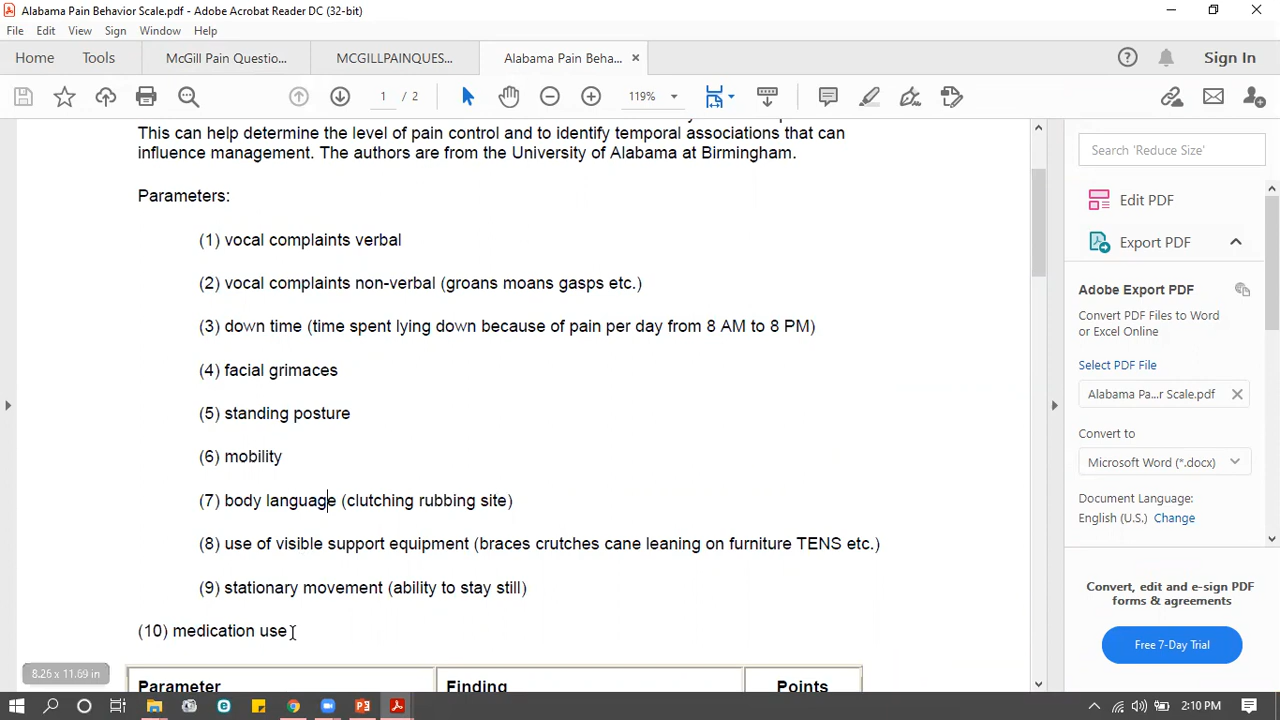 Alabama Pain Behavior Scale.pdf - Adobe Acrobat Reader DC (32-bit)
File Edit View Sign Window Help
Home Tools McGill Pain Questio... MCGILLPAINQUES... Alabama Pain Beha... × Sign In
1 / 2 119%
This can help determine the level of pain control and to identify temporal associations that can
influence management. The authors are from the University of Alabama at Birmingham.
Parameters:
(1) vocal complaints verbal
(2) vocal complaints non-verbal (groans moans gasps etc.)
(3) down time (time spent lying down because of pain per day from 8 AM to 8 PM)
(4) facial grimaces
(5) standing posture
(6) mobility
(7) body language (clutching rubbing site)
(8) use of visible support equipment (braces crutches cane leaning on furniture TENS etc.)
(9) stationary movement (ability to stay still)
(10) medication use
Parameter Finding Points
8.26 x 11.69 in
Search 'Reduce Size'
Edit PDF
Export PDF
Adobe Export PDF
Convert PDF Files to Word
or Excel Online
Select PDF File
Alabama Pa...r Scale.pdf
Convert to
Microsoft Word (*.docx)
Document Language:
English (U.S.) Change
Convert, edit and e-sign PDF
forms & agreements
Free 7-Day Trial
2:10 PM